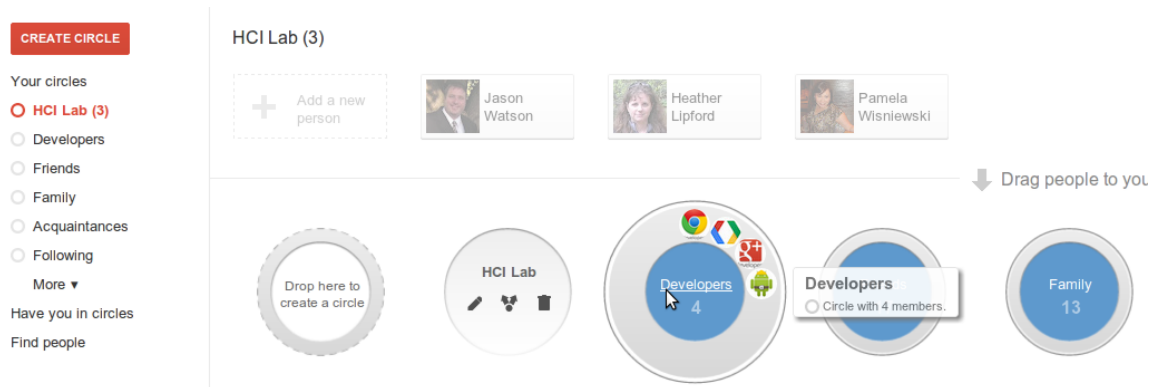 CREATE CIRCLE
Your circles
HCI Lab (3)
Developers
Friends
Family
Acquaintances
Following
More ▾
Have you in circles
Find people
HCI Lab (3)
Add a new
person
Jason
Watson
Heather
Lipford
Pamela
Wisniewski
Drag people to you
Drop here to
create a circle
HCI Lab
Developers
4
Developers
Circle with 4 members.
Family
13